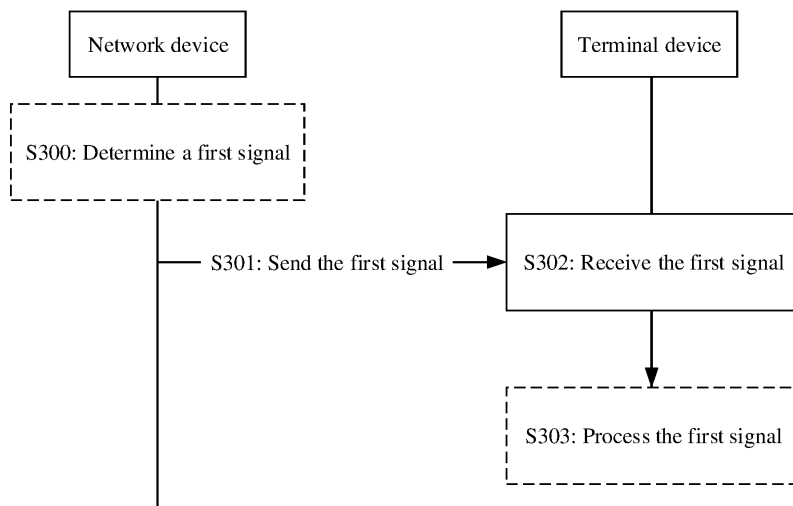 Network device
Terminal device
S300: Determine a first signal
S301: Send the first signal
S302: Receive the first signal
S303: Process the first signal